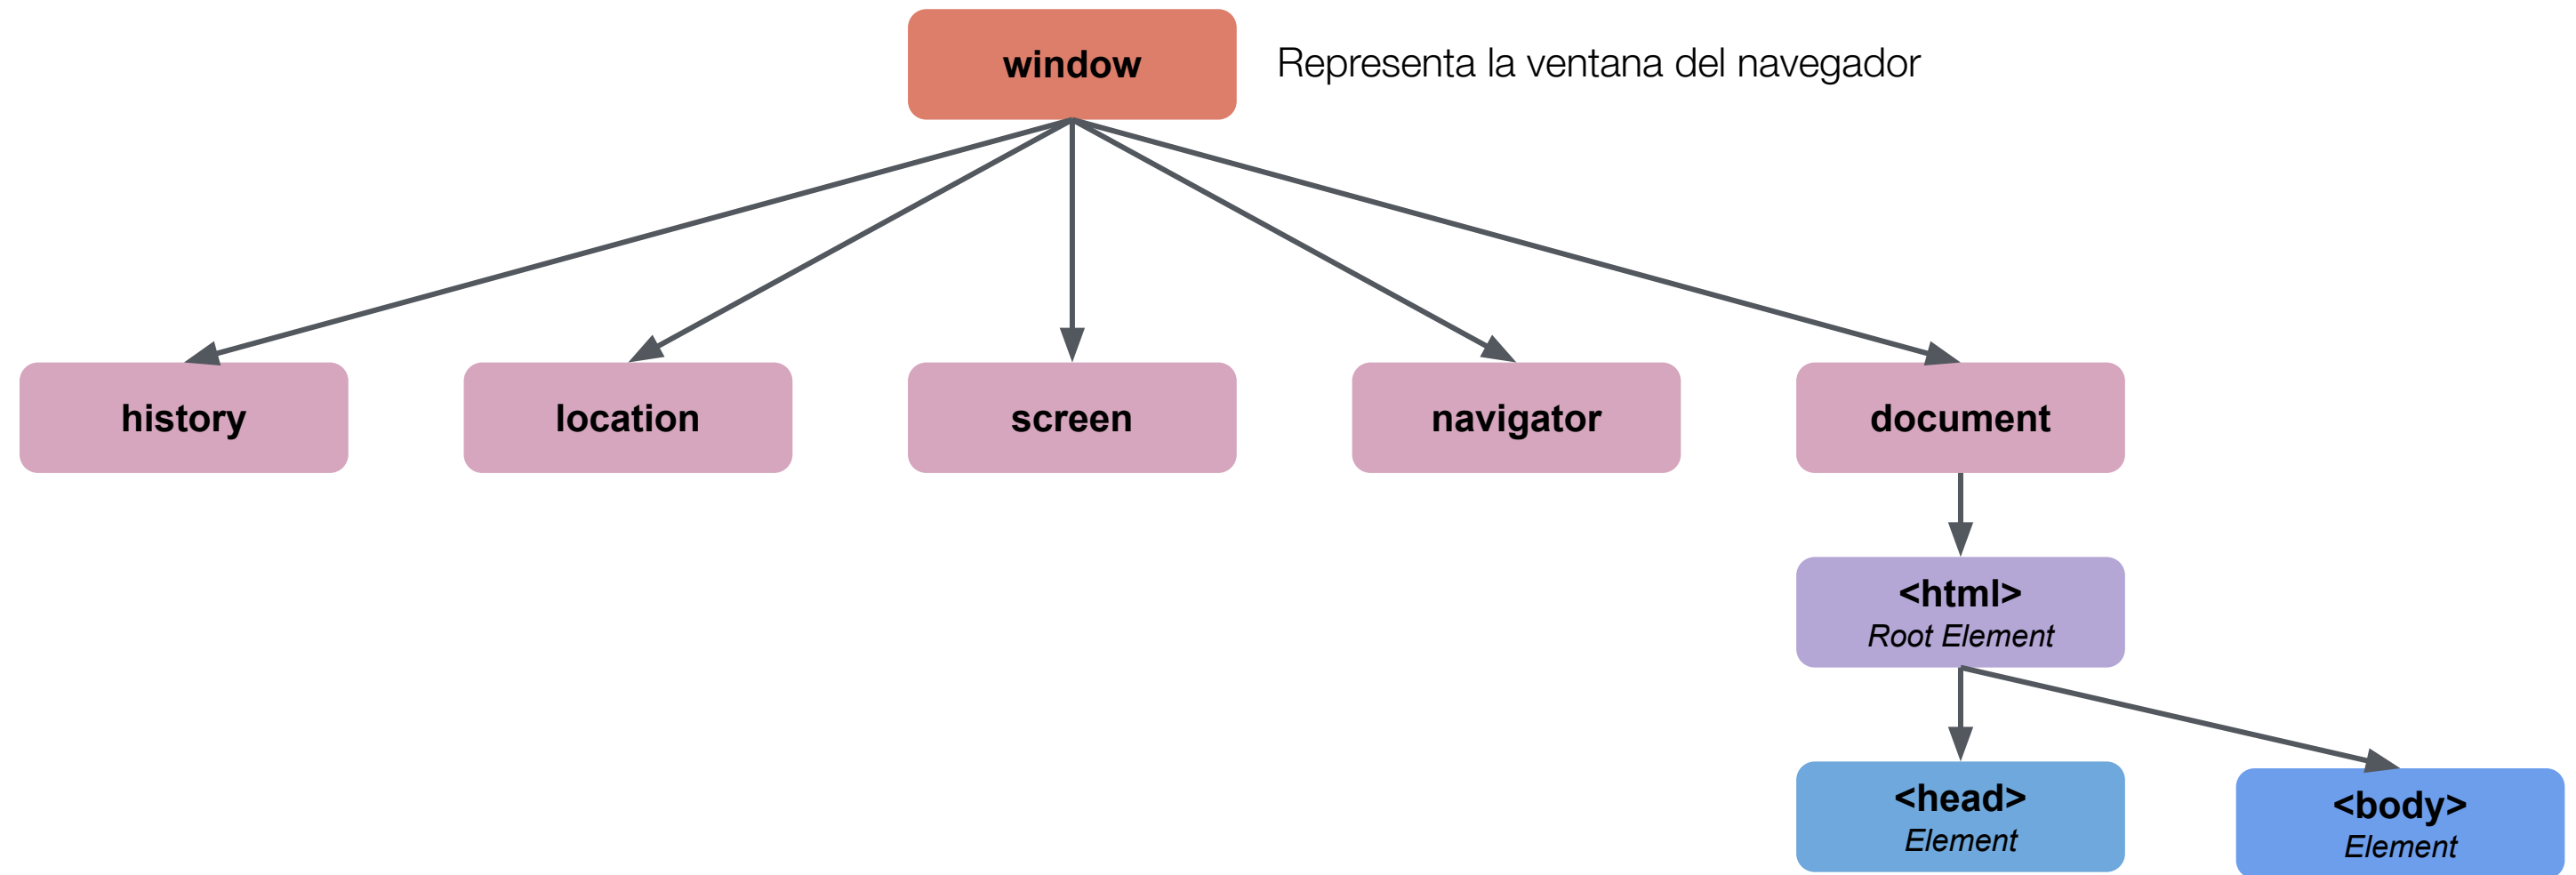 window
Representa la ventana del navegador
history
location
screen
navigator
document
<html>
Root Element
<head>
Element
<body>
Element